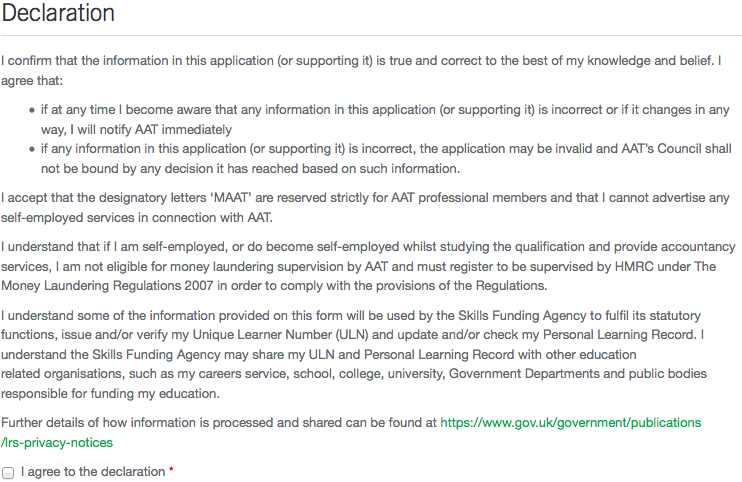 Declaration
I confirm that the information in this application (or supporting it) is true and correct to the best of my knowledge and belief. I
agree that:
• if at any time I become aware that any information in this application (or supporting it) is incorrect or if it changes in any
way, I will notify AAT immediately
• if any information in this application (or supporting it) is incorrect, the application may be invalid and AAT's Council shall
not be bound by any decision it has reached based on such information.
I accept that the designatory letters ‘MAAT’ are reserved strictly for AAT professional members and that I cannot advertise any
self-employed services in connection with AAT.
I understand that if I am self-employed, or do become self-employed whilst studying the qualification and provide accountancy
services, I am not eligible for money laundering supervision by AAT and must register to be supervised by HMRC under The
Money Laundering Regulations 2007 in order to comply with the provisions of the Regulations.
I understand some of the information provided on this form will be used by the Skills Funding Agency to fulfil its statutory
functions, issue and/or verify my Unique Learner Number (ULN) and update and/or check my Personal Learning Record. I
understand the Skills Funding Agency may share my ULN and Personal Learning Record with other education
related organisations, such as my careers service, school, college, university, Government Departments and public bodies
responsible for funding my education.
Further details of how information is processed and shared can be found at https://www.gov.uk/government/publications
/lrs-privacy-notices
I agree to the declaration *